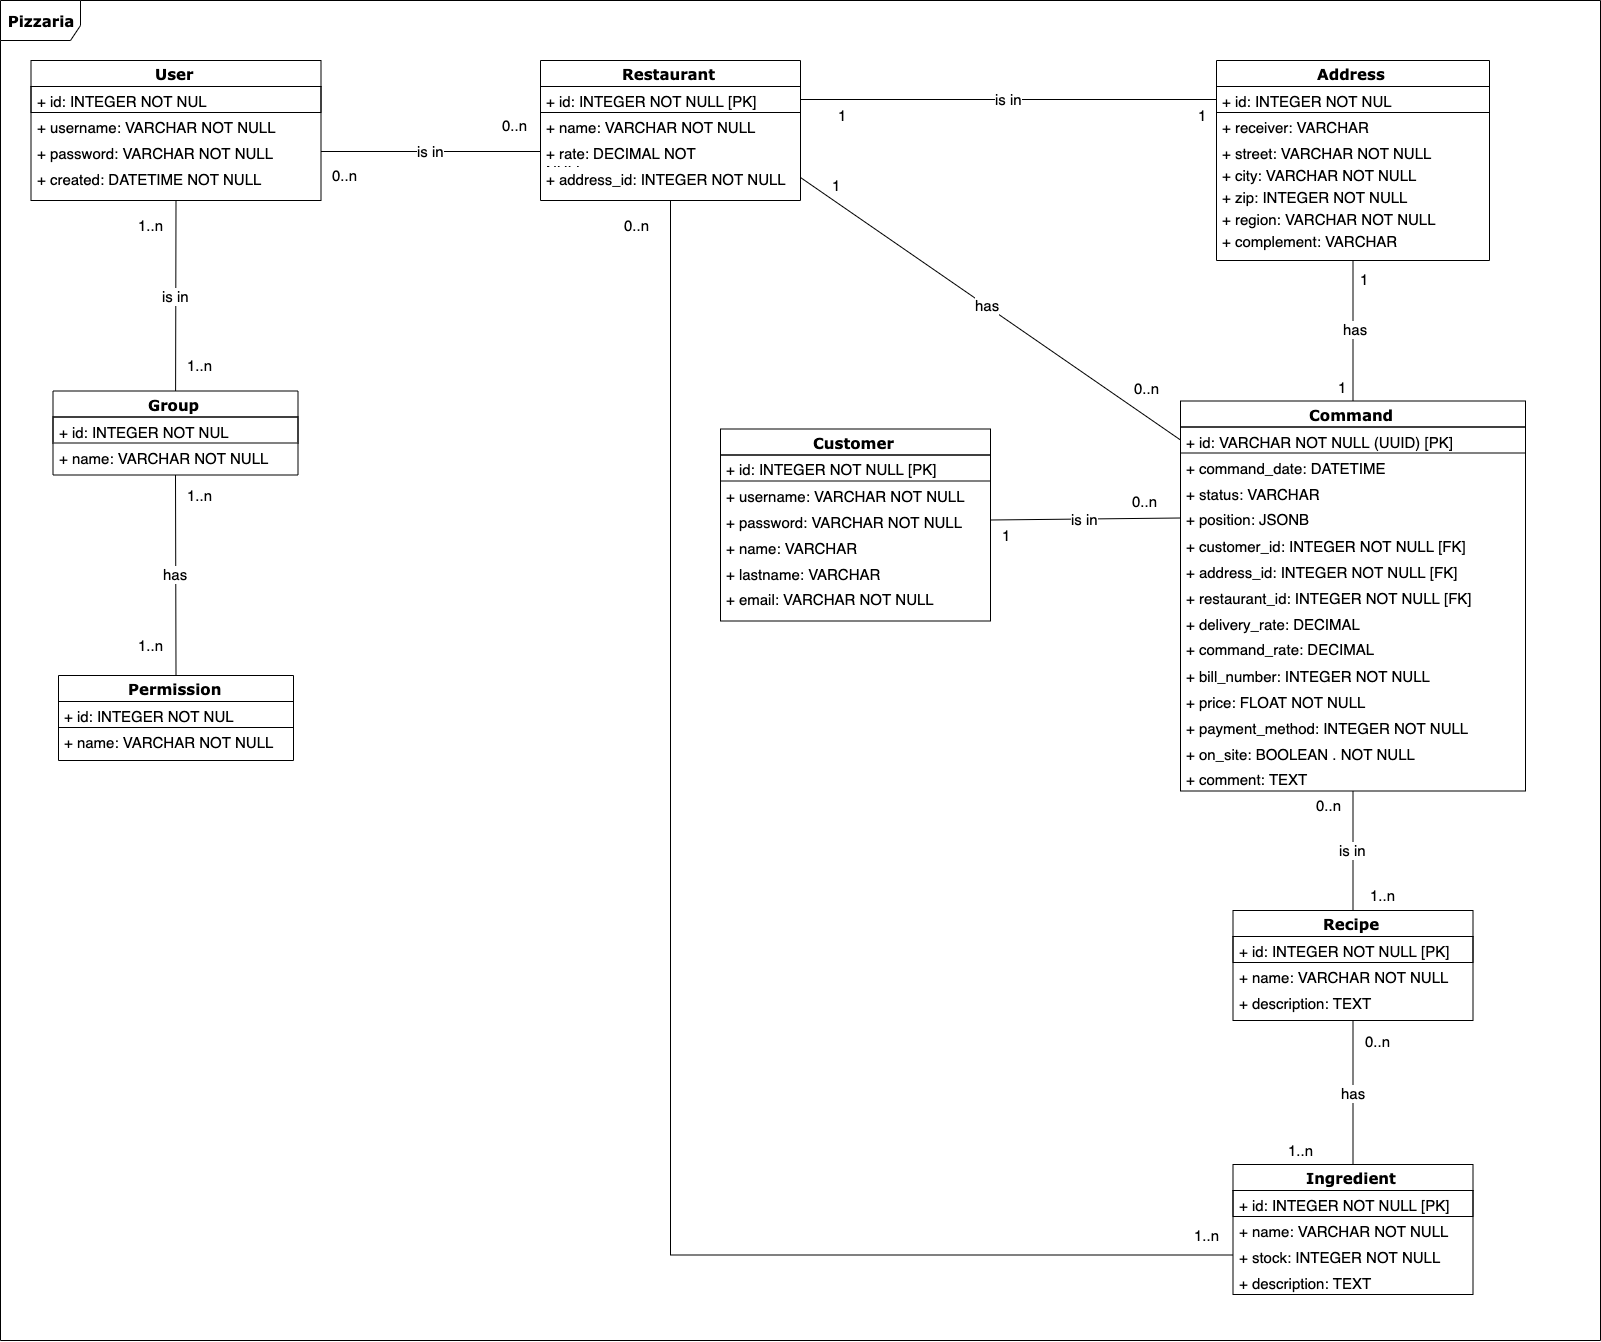 Pizzaria
User
+ id: INTEGER NOT NUL
+ username: VARCHAR NOT NULL
+ password: VARCHAR NOT NULL
+ created: DATETIME NOT NULL
Restaurant
+ id: INTEGER NOT NULL [PK]
+ name: VARCHAR NOT NULL
+ rate: DECIMAL NOT
+ address_id: INTEGER NOT NULL
Address
+ id: INTEGER NOT NUL
+ receiver: VARCHAR
+ street: VARCHAR NOT NULL
+ city: VARCHAR NOT NULL
+ zip: INTEGER NOT NULL
+ region: VARCHAR NOT NULL
+ complement: VARCHAR
0..n
is in
0..n
is in
1
1
1
has
0..n
1
has
1
1..n
is in
1..n
0..n
Group
+ id: INTEGER NOT NUL
+ name: VARCHAR NOT NULL
1..n
has
1..n
Permission
+ id: INTEGER NOT NUL
+ name: VARCHAR NOT NULL
Customer
+ id: INTEGER NOT NULL [PK]
+ username: VARCHAR NOT NULL
+ password: VARCHAR NOT NULL
+ name: VARCHAR
+ lastname: VARCHAR
+ email: VARCHAR NOT NULL
0..n
is in
1
Command
+ id: VARCHAR NOT NULL (UUID) [PK]
+ command_date: DATETIME
+ status: VARCHAR
+ position: JSONB
+ customer_id: INTEGER NOT NULL [FK]
+ address_id: INTEGER NOT NULL [FK]
+ restaurant_id: INTEGER NOT NULL [FK]
+ delivery_rate: DECIMAL
+ command_rate: DECIMAL
+ bill_number: INTEGER NOT NULL
+ price: FLOAT NOT NULL
+ payment_method: INTEGER NOT NULL
+ on_site: BOOLEAN . NOT NULL
+ comment: TEXT
0..n
is in
1..n
Recipe
+ id: INTEGER NOT NULL [PK]
+ name: VARCHAR NOT NULL
+ description: TEXT
0..n
has
1..n
Ingredient
+ id: INTEGER NOT NULL [PK]
+ name: VARCHAR NOT NULL
+ stock: INTEGER NOT NULL
+ description: TEXT
1..n